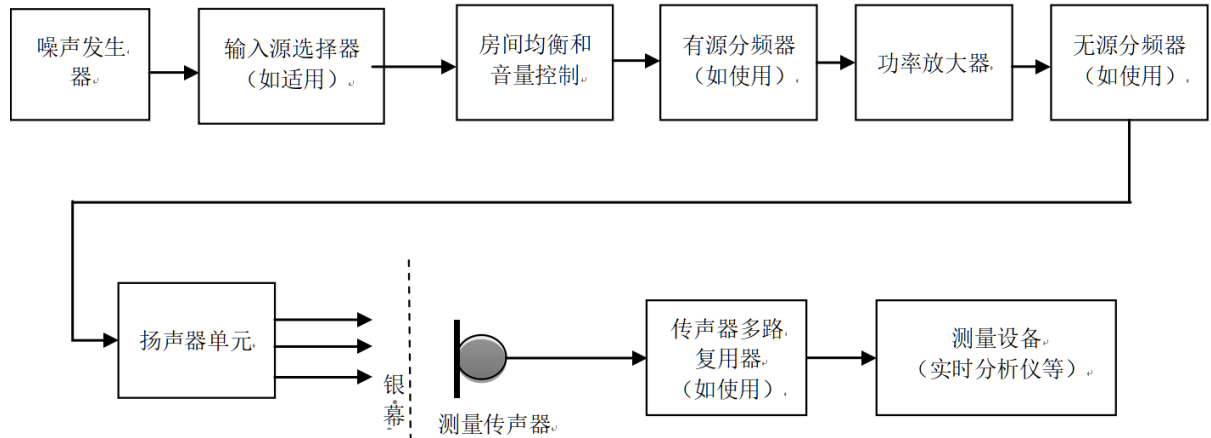 噪声发生
器
输入源选择器
（如适用）
房间均衡和
音量控制
有源分频器
（如使用）
功率放大器
无源分频器
（如使用）
扬声器单元
银
幕
测量传声器
传声器多路
复用器
（如使用）
测量设备
（实时分析仪等）